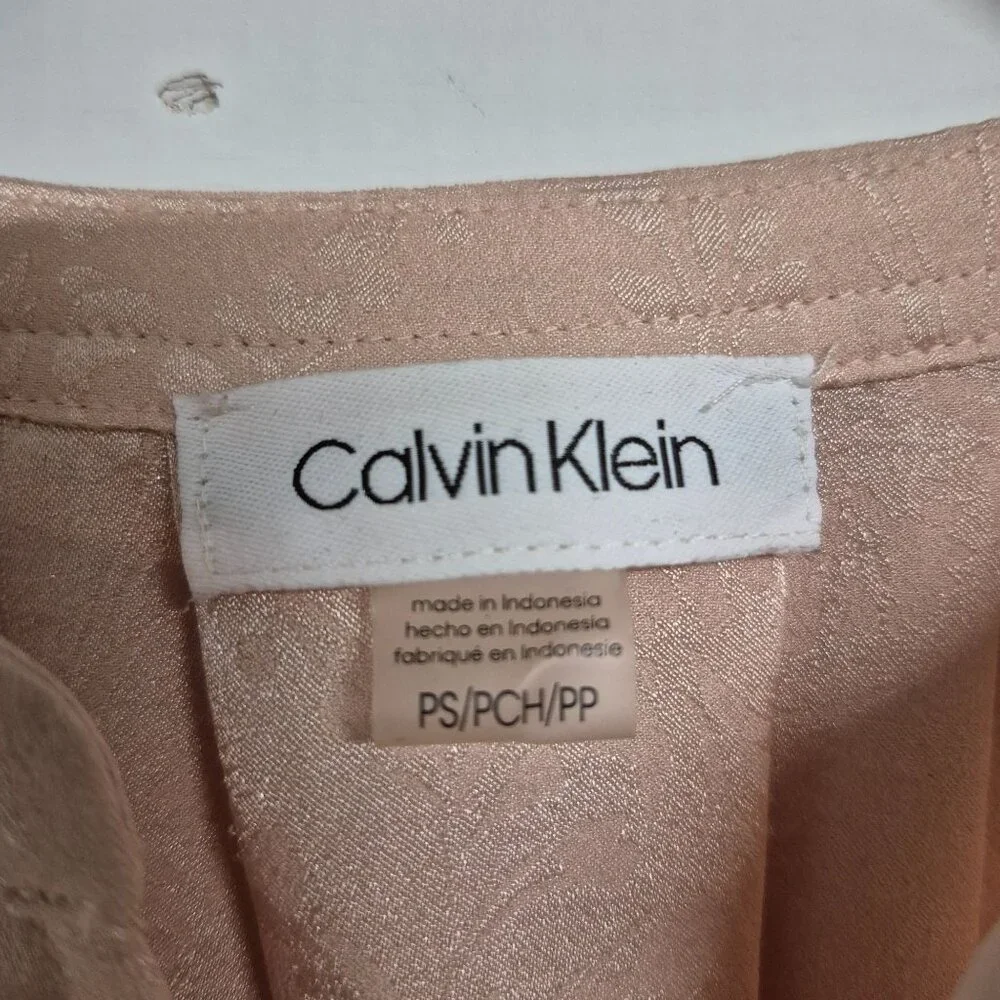 Calvin Klein
made in Indonesia
hecho en Indonesia
fabriqué en Indonesie
PS/PCH/PP